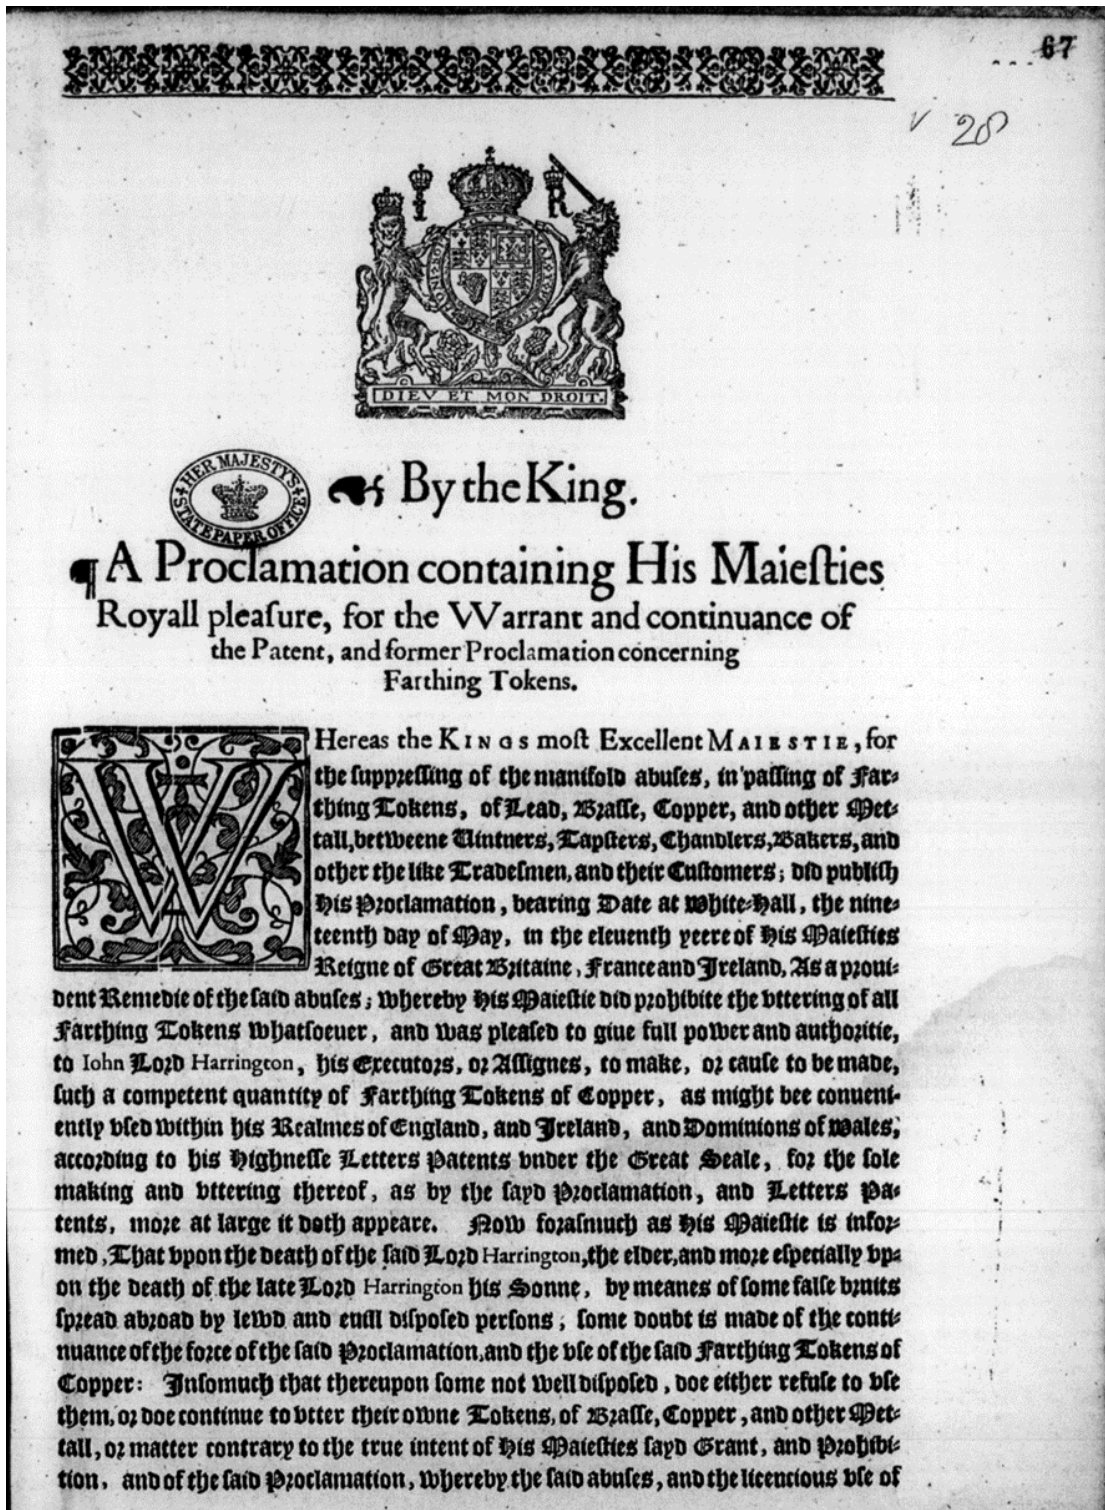 67
v 28
I R
HONI SOIT QVI MAL Y PENSE
DIEV ET MON DROIT.
HER MAJESTY'S
STATE PAPER OFFICE
By the King.
¶ A Proclamation containing His Maieſties
Royall pleaſure, for the Warrant and continuance of
the Patent, and former Proclamation concerning
Farthing Tokens.
WHereas the KINGS moſt Excellent MAIESTIE, for
the ſuppreſſing of the manifold abuſes, in paſſing of Far-
thing Tokens, of Lead, Braſſe, Copper, and other Met-
tall, betweene Uintners, Tapſters, Chandlers, Bakers, and
other the like Tradeſmen, and their Cuſtomers; did publiſh
His Proclamation, bearing Date at White-Hall, the nine-
teenth day of May, in the eleuenth yeere of His Maieſties
Reigne of Great Britaine, France and Ireland, As a proui-
dent Remedie of the ſaid abuſes; whereby His Maieſtie did prohibite the vttering of all
Farthing Tokens whatſoeuer, and was pleaſed to giue full power and authoritie,
to Iohn Lord Harrington, his Executors, or Aſſignes, to make, or cauſe to be made,
ſuch a competent quantity of Farthing Tokens of Copper, as might bee conueni-
ently vſed within his Realmes of England, and Ireland, and Dominions of Wales,
according to his Highneſſe Letters Patents vnder the Great Seale, for the ſole
making and vttering thereof, as by the ſayd Proclamation, and Letters Pa-
tents, more at large it doth appeare. Now foraſmuch as His Maieſtie is infor-
med, That vpon the death of the ſaid Lord Harrington, the elder, and more eſpecially vp-
on the death of the late Lord Harrington his Sonne, by meanes of ſome falſe bruits
ſpread abroad by lewd and euill diſpoſed perſons, ſome doubt is made of the conti-
nuance of the force of the ſaid Proclamation, and the vſe of the ſaid Farthing Tokens of
Copper: Inſomuch that thereupon ſome not well diſpoſed, doe either refuſe to vſe
them, or doe continue to vtter their owne Tokens, of Braſſe, Copper, and other Met-
tall, or matter contrary to the true intent of His Maieſties ſayd Grant, and Prohibi-
tion, and of the ſaid Proclamation, whereby the ſaid abuſes, and the licencious vſe of